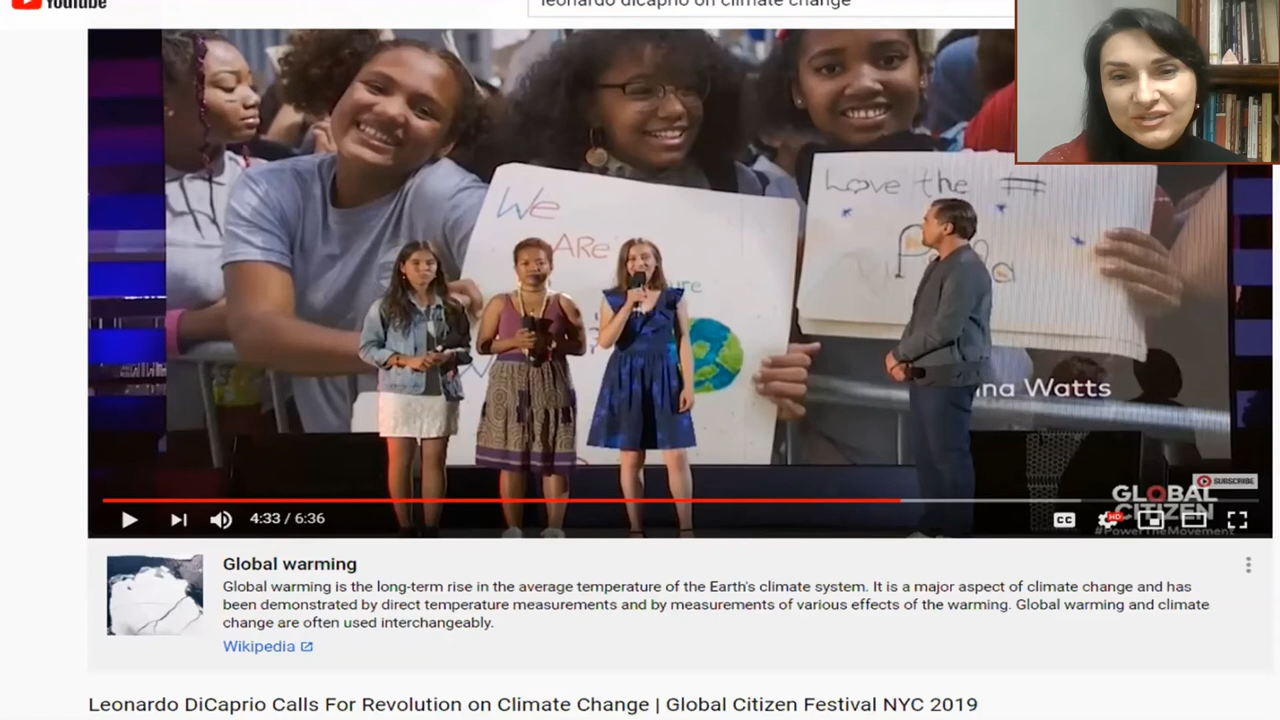 YouTube
leonardo dicaprio on climate change
We
ARe
ure
Love the #
na Watts
SUBSCRIBE
GLOBAL
CITIZEN
#PowerTheMovement
4:33 / 6:36
CC
HD
Global warming
Global warming is the long-term rise in the average temperature of the Earth's climate system. It is a major aspect of climate change and has
been demonstrated by direct temperature measurements and by measurements of various effects of the warming. Global warming and climate
change are often used interchangeably.
Wikipedia
Leonardo DiCaprio Calls For Revolution on Climate Change | Global Citizen Festival NYC 2019